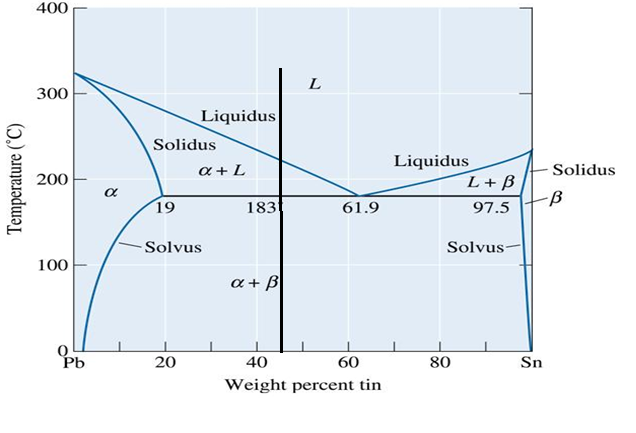 400
Temperature (°C)
300
200
100
0
L
Liquidus
Solidus
α + L
Liquidus
L + β
Solidus
α
β
19
183
61.9
97.5
Solvus
Solvus
α + β
Pb
20
40
60
80
Sn
Weight percent tin